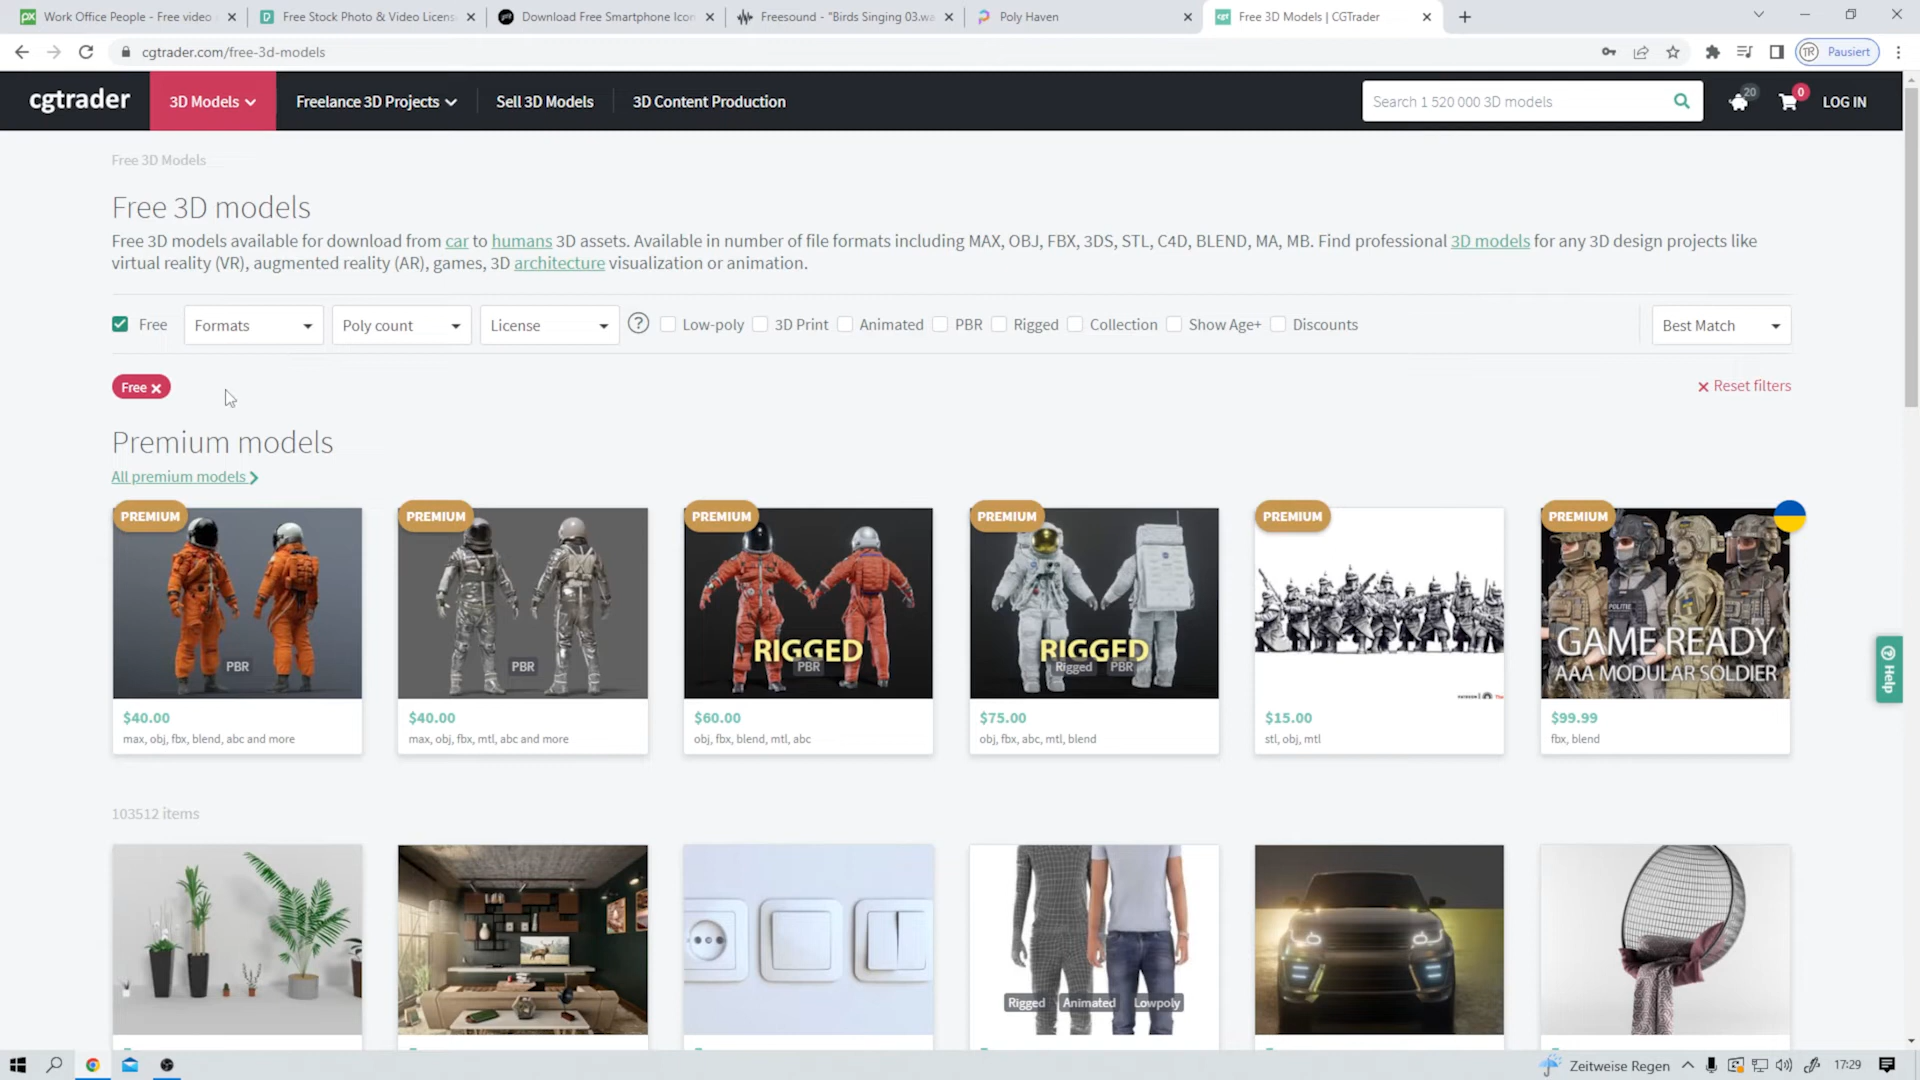 Work Office People - Free video
Free Stock Photo & Video Licens
Download Free Smartphone Icon
Freesound - "Birds Singing 03.wa
Poly Haven
Free 3D Models | CGTrader
cgtrader.com/free-3d-models
TR Pausiert
cgtrader
3D Models
Freelance 3D Projects
Sell 3D Models
3D Content Production
Search 1 520 000 3D models
20
0
LOG IN
Free 3D Models
Free 3D models
Free 3D models available for download from car to humans 3D assets. Available in number of file formats including MAX, OBJ, FBX, 3DS, STL, C4D, BLEND, MA, MB. Find professional 3D models for any 3D design projects like
virtual reality (VR), augmented reality (AR), games, 3D architecture visualization or animation.
Free
Formats
Poly count
License
?
Low-poly
3D Print
Animated
PBR
Rigged
Collection
Show Age+
Discounts
Best Match
Free
Reset filters
Premium models
All premium models
PREMIUM
PREMIUM
PREMIUM
PREMIUM
PREMIUM
PREMIUM
PBR
PBR
RIGGED
PBR
RIGGED
Rigged PBR
POLITIE
GAME READY
AAA MODULAR SOLDIER
$40.00
max, obj, fbx, blend, abc and more
$40.00
max, obj, fbx, mtl, abc and more
$60.00
obj, fbx, blend, mtl, abc
$75.00
obj, fbx, abc, mtl, blend
$15.00
stl, obj, mtl
$99.99
fbx, blend
Help
103512 items
Rigged Animated Lowpoly
Zeitweise Regen
17:29